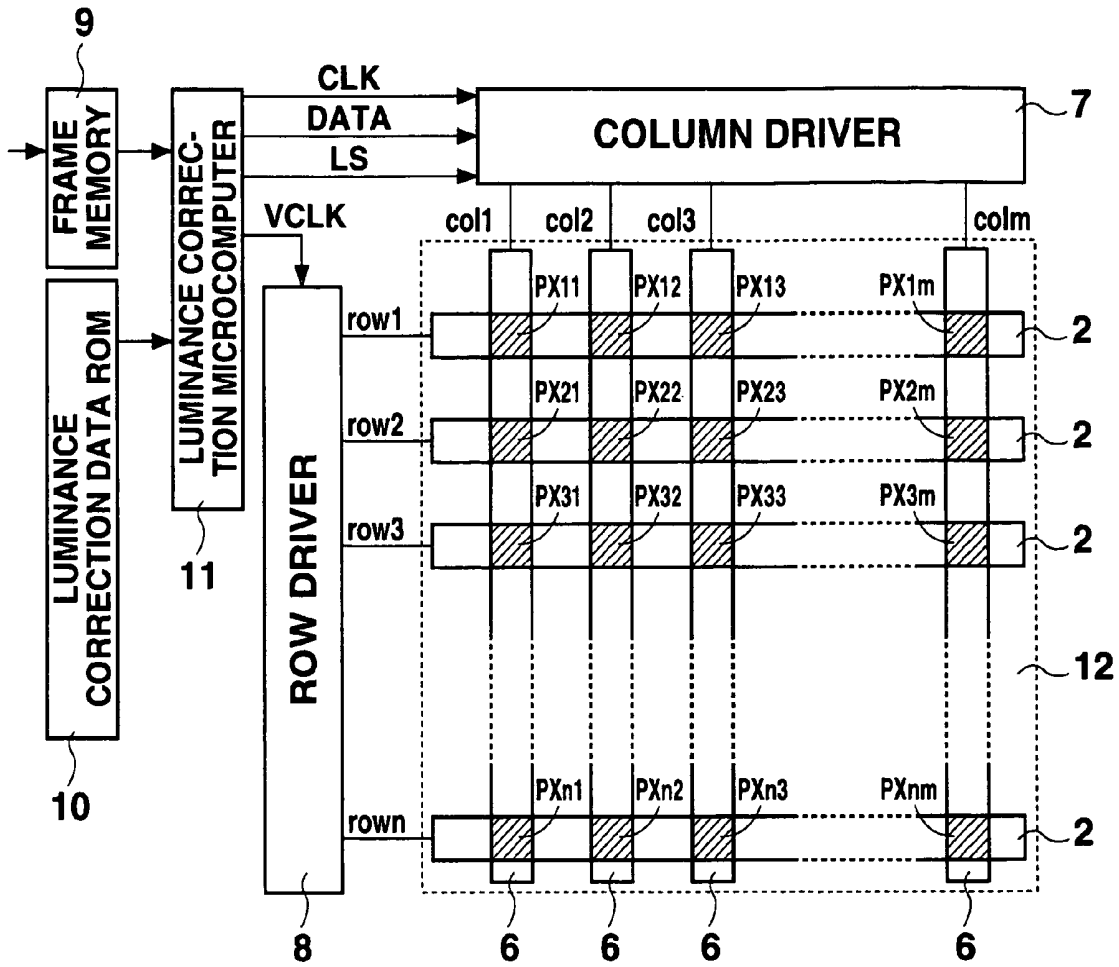 9
CLK
DATA
LS
VCLK
FRAME
MEMORY
LUMINANCE CORREC-
TION MICROCOMPUTER
COLUMN DRIVER
7
col1
col2
col3
colm
LUMINANCE
CORRECTION DATA ROM
10
11
ROW DRIVER
8
row1
PX11
PX12
PX13
PX1m
2
row2
PX21
PX22
PX23
PX2m
2
row3
PX31
PX32
PX33
PX3m
2
12
rown
PXn1
PXn2
PXn3
PXnm
2
6
6
6
6